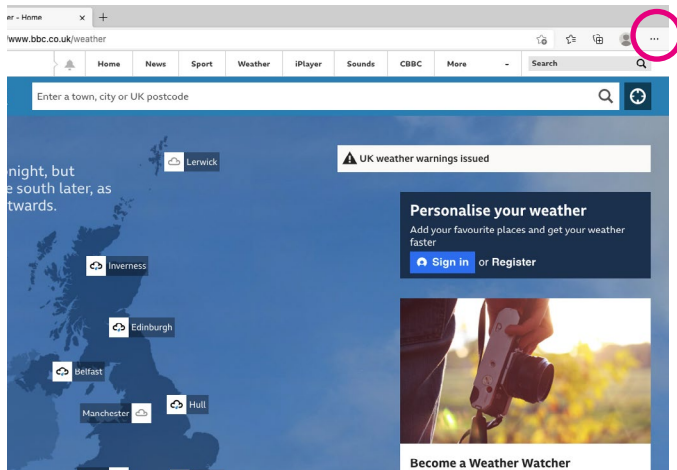 er - Home
/www.bbc.co.uk/weather
Home News Sport Weather iPlayer Sounds CBBC More Search
Enter a town, city or UK postcode
onight, but
e south later, as
twards.
Lerwick
UK weather warnings issued
Personalise your weather
Add your favourite places and get your weather
faster
Sign in or Register
Inverness
Edinburgh
Belfast
Manchester
Hull
Become a Weather Watcher